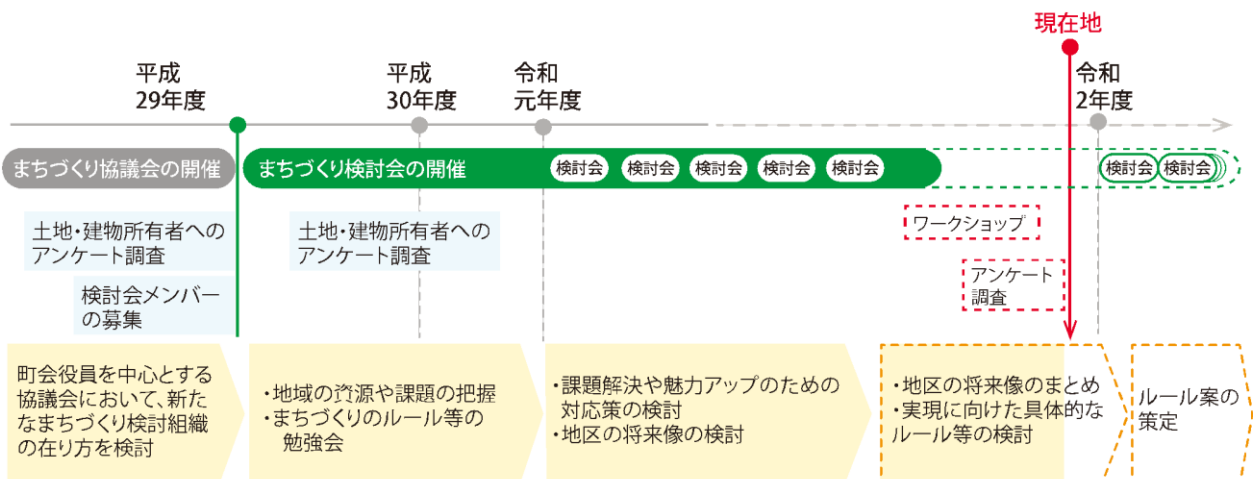 現在地
平成
29年度
平成
30年度
令和
元年度
令和
2年度
まちづくり協議会の開催
まちづくり検討会の開催
検討会
検討会
検討会
検討会
検討会
検討会
検討会
土地・建物所有者への
アンケート調査
検討会メンバー
の募集
土地・建物所有者への
アンケート調査
ワークショップ
アンケート
調査
町会役員を中心とする
協議会において、新た
なまちづくり検討組織
の在り方を検討
・地域の資源や課題の把握
・まちづくりのルール等の
勉強会
・課題解決や魅力アップのための
対応策の検討
・地区の将来像の検討
・地区の将来像のまとめ
・実現に向けた具体的な
ルール等の検討
ルール案の
策定